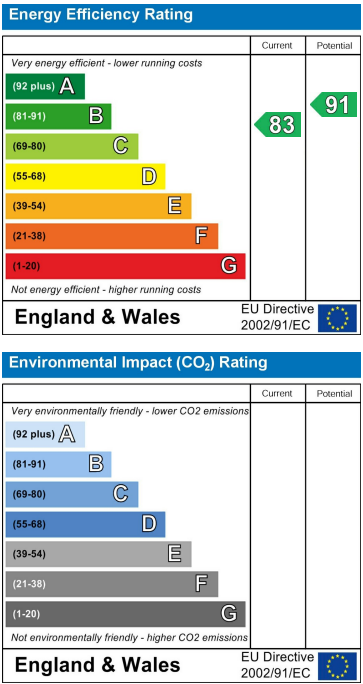 Energy Efficiency Rating
Current Potential
Very energy efficient - lower running costs
(92 plus) A
(81-91) B
(69-80) C
(55-68) D
(39-54) E
(21-38) F
(1-20) G
83
91
Not energy efficient - higher running costs
England & Wales
EU Directive
2002/91/EC
Environmental Impact (CO₂) Rating
Current Potential
Very environmentally friendly - lower CO2 emissions
(92 plus) A
(81-91) B
(69-80) C
(55-68) D
(39-54) E
(21-38) F
(1-20) G
Not environmentally friendly - higher CO2 emissions
England & Wales
EU Directive
2002/91/EC